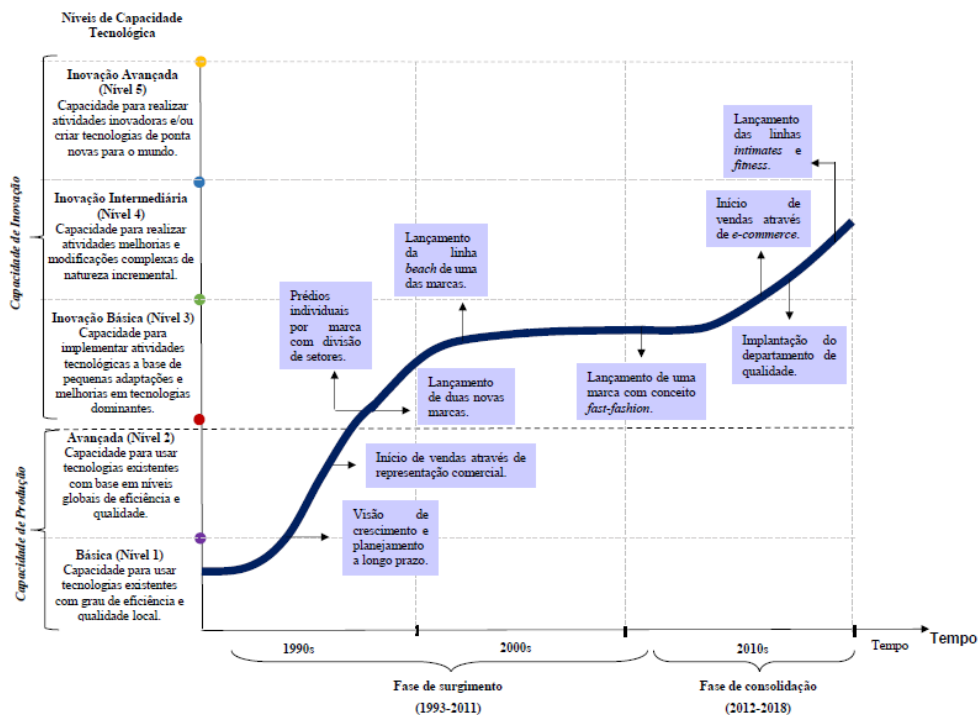 Níveis de Capacidade
Tecnológica
Capacidade de Inovação
Inovação Avançada
(Nível 5)
Capacidade para realizar
atividades inovadoras e/ou
criar tecnologias de ponta
novas para o mundo.
Inovação Intermediária
(Nível 4)
Capacidade para realizar
atividades melhorias e
modificações complexas de
natureza incremental.
Inovação Básica (Nível 3)
Capacidade para
implementar atividades
tecnológicas a base de
pequenas adaptações e
melhorias em tecnologias
dominantes.
Capacidade de Produção
Avançada (Nível 2)
Capacidade para usar
tecnologias existentes
com base em níveis
globais de eficiência e
qualidade.
Básica (Nível 1)
Capacidade para usar
tecnologias existentes
com grau de eficiência e
qualidade local.
Visão de
crescimento e
planejamento
a longo prazo.
Início de vendas através de
representação comercial.
Prédios individuais
por marca
com divisão
de setores.
Lançamento
de duas novas
marcas.
Lançamento
da linha
beach de uma
das marcas.
Lançamento de uma
marca com conceito
fast-fashion.
Início de
vendas através
de e-commerce.
Implantação do
departamento de
qualidade.
Lançamento
das linhas
intimates e
fitness.
1990s
2000s
2010s
Tempo
Tempo
Fase de surgimento
(1993-2011)
Fase de consolidação
(2012-2018)